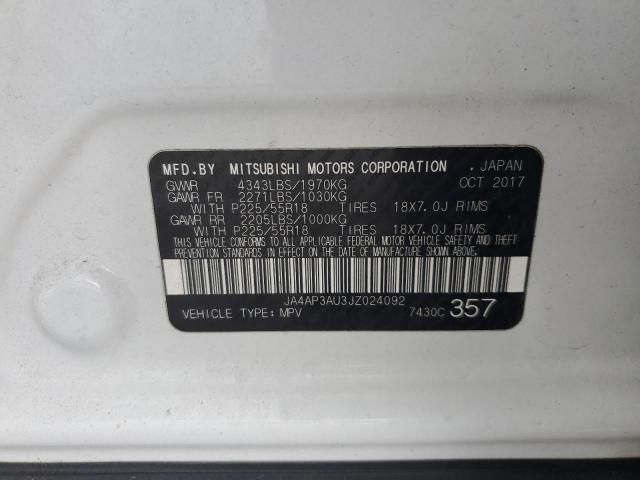 MFD.BY MITSUBISHI MOTORS CORPORATION . JAPAN
GVWR 4343LBS/1970KG OCT 2017
GAWR FR 2271LBS/1030KG
WITH P225/55R18 TIRES 18X7.0J RIMS
GAWR RR 2205LBS/1000KG
WITH P225/55R18 TIRES 18X7.0J RIMS
THIS VEHICLE CONFORMS TO ALL APPLICABLE FEDERAL MOTOR VEHICLE SAFETY AND THEFT
PREVENTION STANDARDS IN EFFECT ON THE DATE OF MANUFACTURE SHOWN ABOVE.
JA4AP3AU3JZ024092
VEHICLE TYPE: MPV 7430C 357